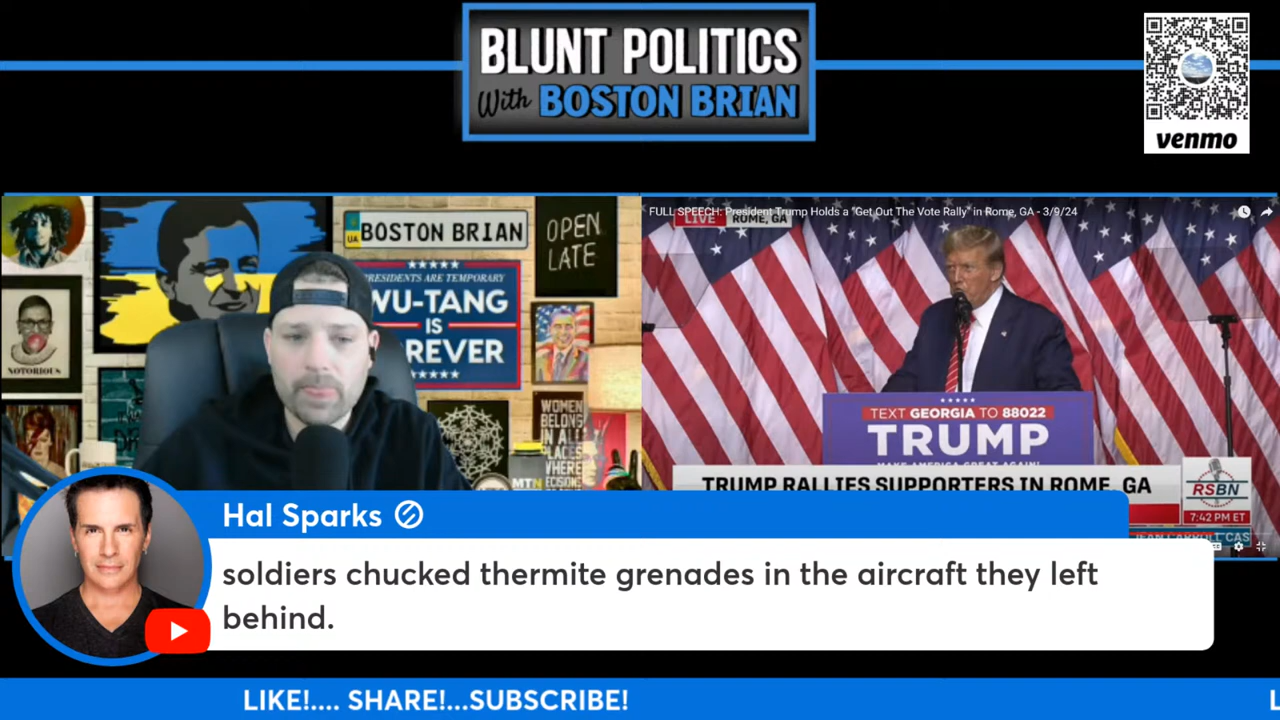 BLUNT POLITICS
With BOSTON BRIAN
venmo
UA
BOSTON BRIAN
OPEN
LATE
PRESIDENTS ARE TEMPORARY
WU-TANG
IS
REVER
NOTORIOUS
WOMEN
BELONG
IN ALL
PLACES
WHERE
ECISIONS
MTN
FULL SPEECH: President Trump Holds a "Get Out The Vote Rally" in Rome, GA - 3/9/24
LIVE ROME, GA
TEXT GEORGIA TO 88022
TRUMP
MAKE AMERICA GREAT AGAIN!
TRUMP RALLIES SUPPORTERS IN ROME, GA
RSBN
7:42 PM ET
Hal Sparks
soldiers chucked thermite grenades in the aircraft they left
behind.
LIKE!.... SHARE!...SUBSCRIBE!
L